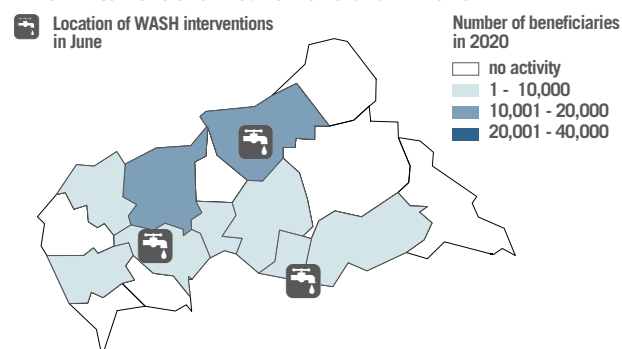 Location of WASH interventions
in June
Number of beneficiaries
in 2020
no activity
1 - 10,000
10,001 - 20,000
20,001 - 40,000